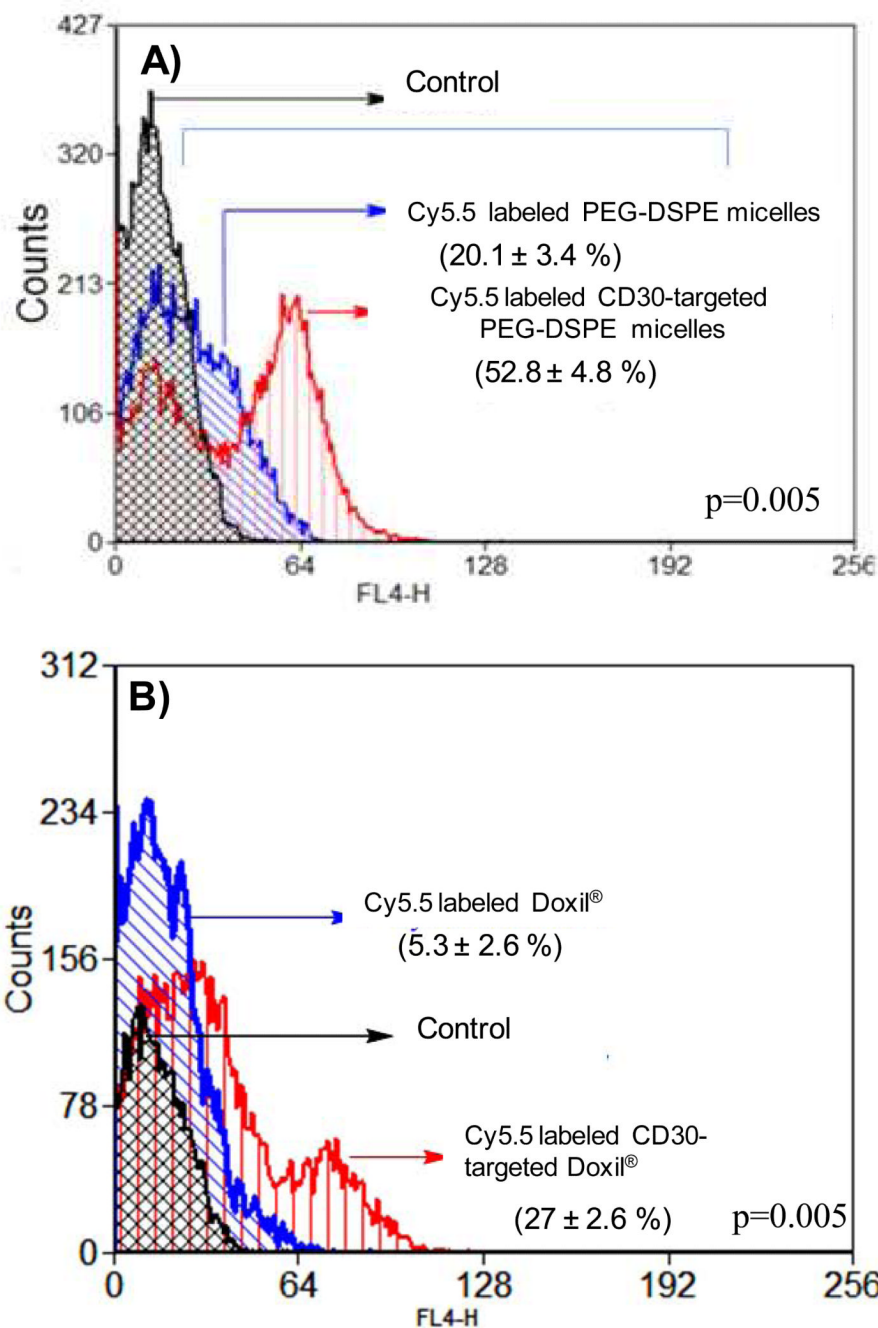 427
A)
Control
320
Cy5.5 labeled PEG-DSPE micelles
(20.1 ± 3.4 %)
213
Cy5.5 labeled CD30-targeted
PEG-DSPE micelles
(52.8 ± 4.8 %)
Counts
106
p=0.005
0
0 64 128 192 256
FL4-H
312
B)
234
Cy5.5 labeled Doxil®
(5.3 ± 2.6 %)
156
Counts
Control
78
Cy5.5 labeled CD30-
targeted Doxil®
(27 ± 2.6 %) p=0.005
0
0 64 128 192 256
FL4-H